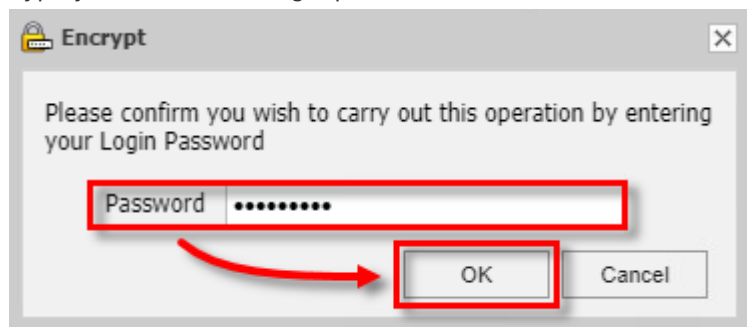 Encrypt
Please confirm you wish to carry out this operation by entering
your Login Password
Password •••••••••
OK Cancel